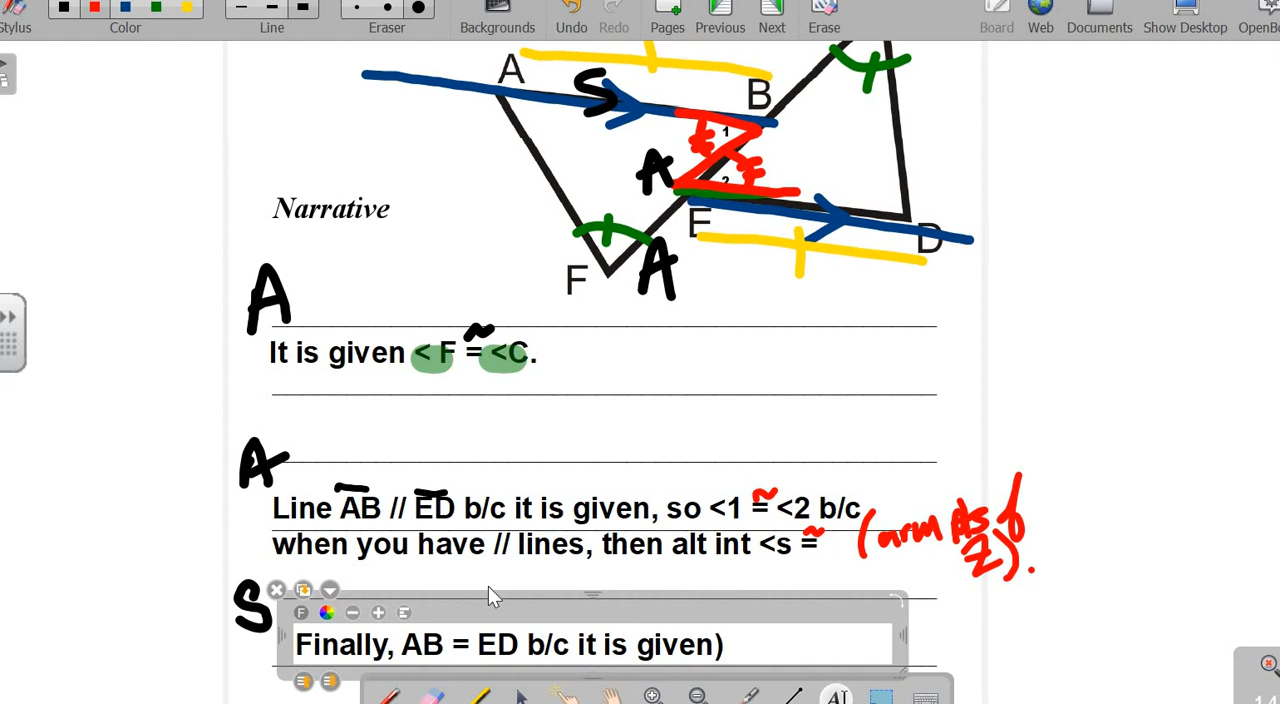 Stylus Color Line Eraser Backgrounds Undo Redo Pages Previous Next Erase Board Web Documents Show Desktop
A
S
B
1
A
2
Narrative
E
D
F
A
A
It is given < F ≅ <C.
A
Line AB // ED b/c it is given, so <1 ≅ <2 b/c
when you have // lines, then alt int <s ≅
Z).
S
F
Finally, AB = ED b/c it is given)
AI